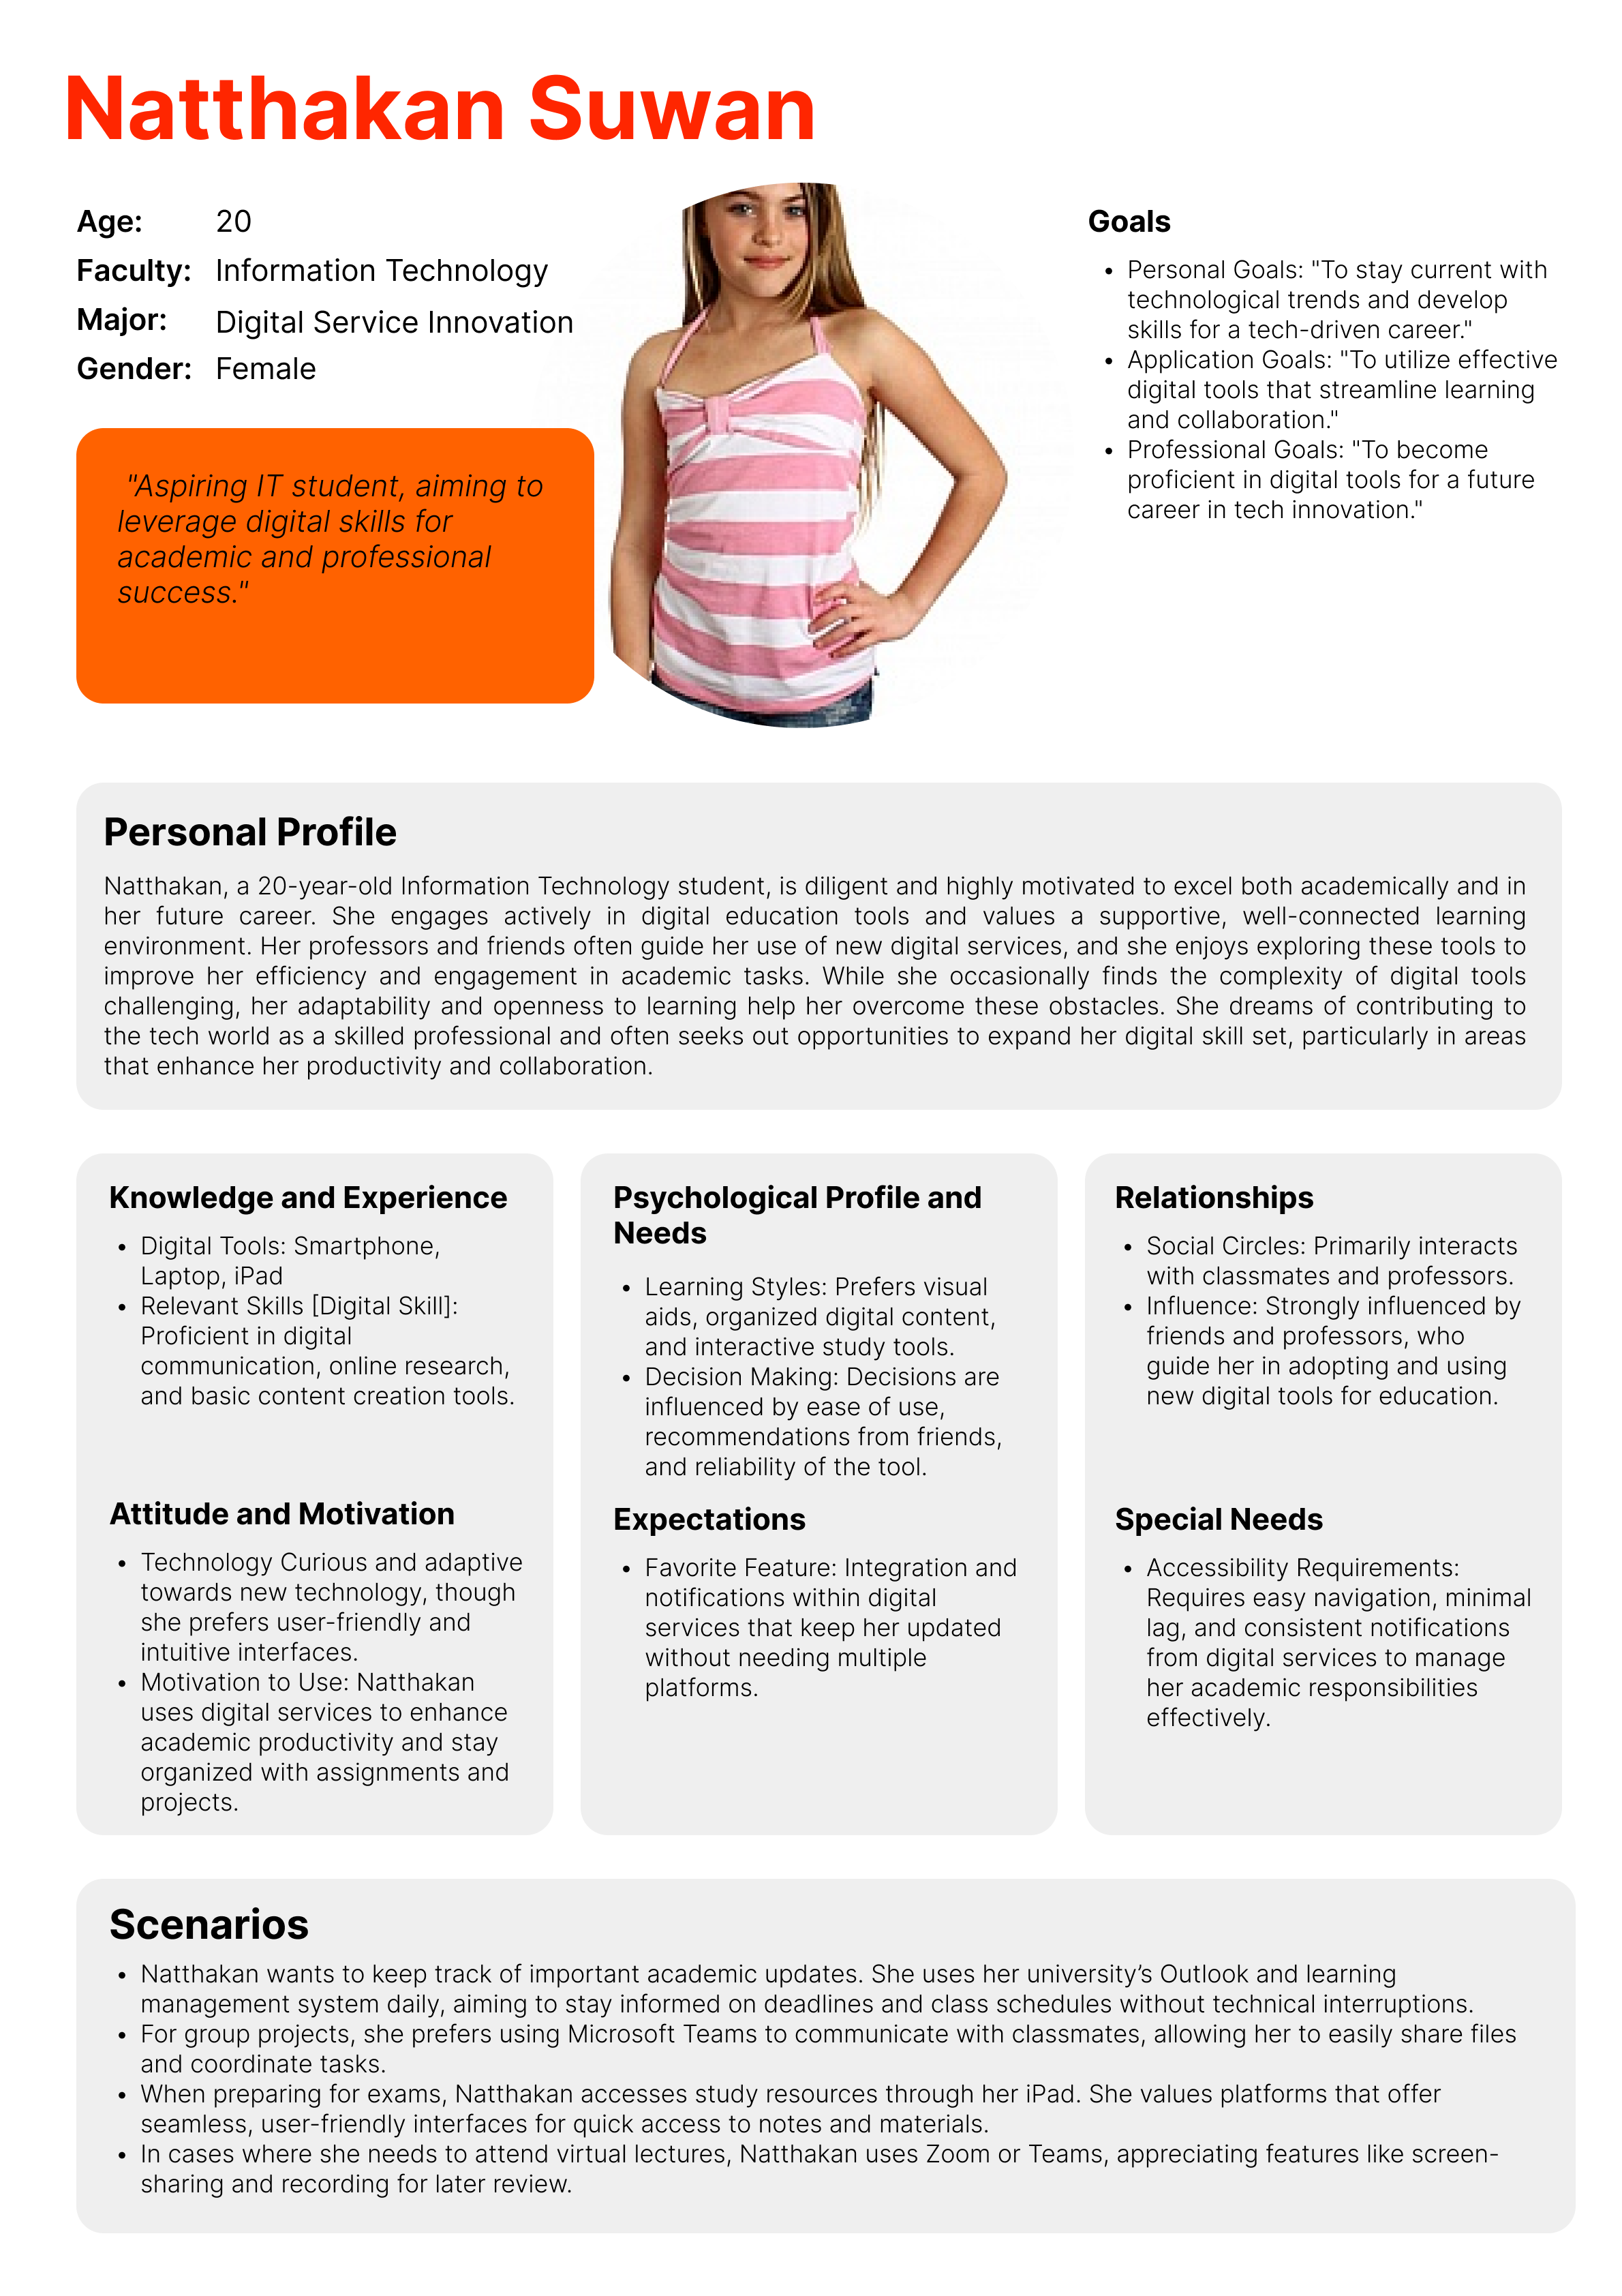 Natthakan Suwan
Age: 20
Faculty: Information Technology
Major: Digital Service Innovation
Gender: Female
"Aspiring IT student, aiming to
leverage digital skills for
academic and professional
success."
Goals
• Personal Goals: "To stay current with
technological trends and develop
skills for a tech-driven career."
• Application Goals: "To utilize effective
digital tools that streamline learning
and collaboration."
• Professional Goals: "To become
proficient in digital tools for a future
career in tech innovation."
Personal Profile
Natthakan, a 20-year-old Information Technology student, is diligent and highly motivated to excel both academically and in
her future career. She engages actively in digital education tools and values a supportive, well-connected learning
environment. Her professors and friends often guide her use of new digital services, and she enjoys exploring these tools to
improve her efficiency and engagement in academic tasks. While she occasionally finds the complexity of digital tools
challenging, her adaptability and openness to learning help her overcome these obstacles. She dreams of contributing to
the tech world as a skilled professional and often seeks out opportunities to expand her digital skill set, particularly in areas
that enhance her productivity and collaboration.
Knowledge and Experience
• Digital Tools: Smartphone,
Laptop, iPad
• Relevant Skills [Digital Skill]:
Proficient in digital
communication, online research,
and basic content creation tools.
Attitude and Motivation
• Technology Curious and adaptive
towards new technology, though
she prefers user-friendly and
intuitive interfaces.
• Motivation to Use: Natthakan
uses digital services to enhance
academic productivity and stay
organized with assignments and
projects.
Psychological Profile and
Needs
• Learning Styles: Prefers visual
aids, organized digital content,
and interactive study tools.
• Decision Making: Decisions are
influenced by ease of use,
recommendations from friends,
and reliability of the tool.
Expectations
• Favorite Feature: Integration and
notifications within digital
services that keep her updated
without needing multiple
platforms.
Relationships
• Social Circles: Primarily interacts
with classmates and professors.
• Influence: Strongly influenced by
friends and professors, who
guide her in adopting and using
new digital tools for education.
Special Needs
• Accessibility Requirements:
Requires easy navigation, minimal
lag, and consistent notifications
from digital services to manage
her academic responsibilities
effectively.
Scenarios
• Natthakan wants to keep track of important academic updates. She uses her university’s Outlook and learning
management system daily, aiming to stay informed on deadlines and class schedules without technical interruptions.
• For group projects, she prefers using Microsoft Teams to communicate with classmates, allowing her to easily share files
and coordinate tasks.
• When preparing for exams, Natthakan accesses study resources through her iPad. She values platforms that offer
seamless, user-friendly interfaces for quick access to notes and materials.
• In cases where she needs to attend virtual lectures, Natthakan uses Zoom or Teams, appreciating features like screen-
sharing and recording for later review.